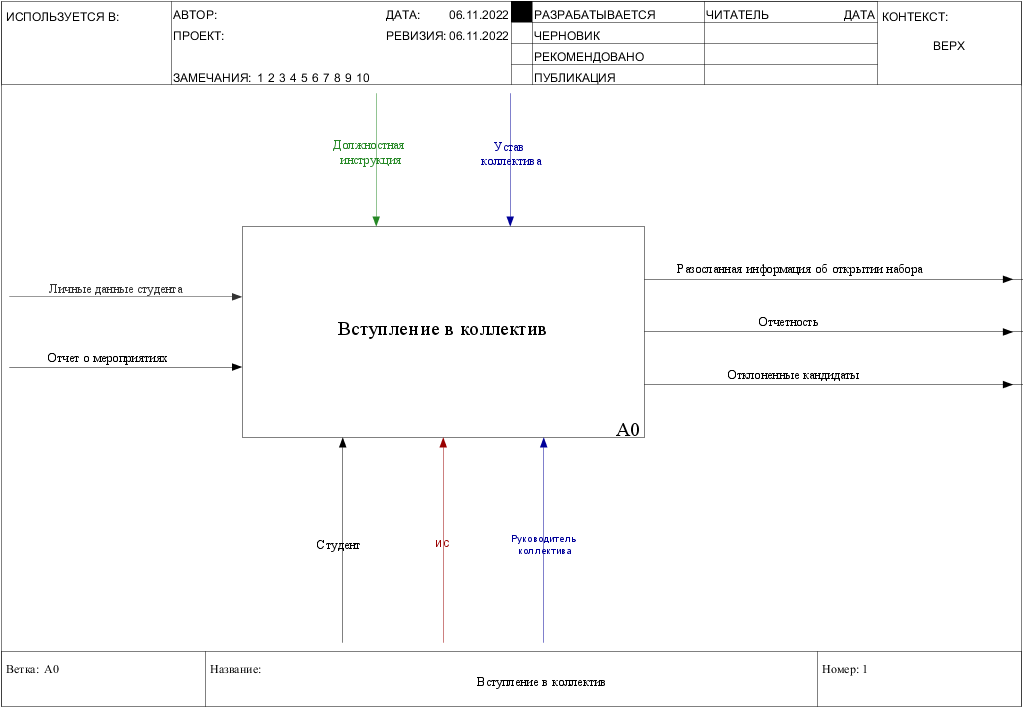 ИСПОЛЬЗУЕТСЯ В:
АВТОР:
ДАТА: 06.11.2022
РАЗРАБАТЫВАЕТСЯ
ЧИТАТЕЛЬ ДАТА
КОНТЕКСТ:
ПРОЕКТ:
РЕВИЗИЯ: 06.11.2022
ЧЕРНОВИК
ВЕРХ
РЕКОМЕНДОВАНО
ЗАМЕЧАНИЯ: 1 2 3 4 5 6 7 8 9 10
ПУБЛИКАЦИЯ
Должностная
инструкция
Устав
коллектива
Разосланная информация об открытии набора
Личные данные студента
Отчетность
Вступление в коллектив
Отчет о мероприятиях
Отклоненные кандидаты
A0
Студент
ИС
Руководитель
коллектива
Ветка: A0
Название:
Вступление в коллектив
Номер: 1